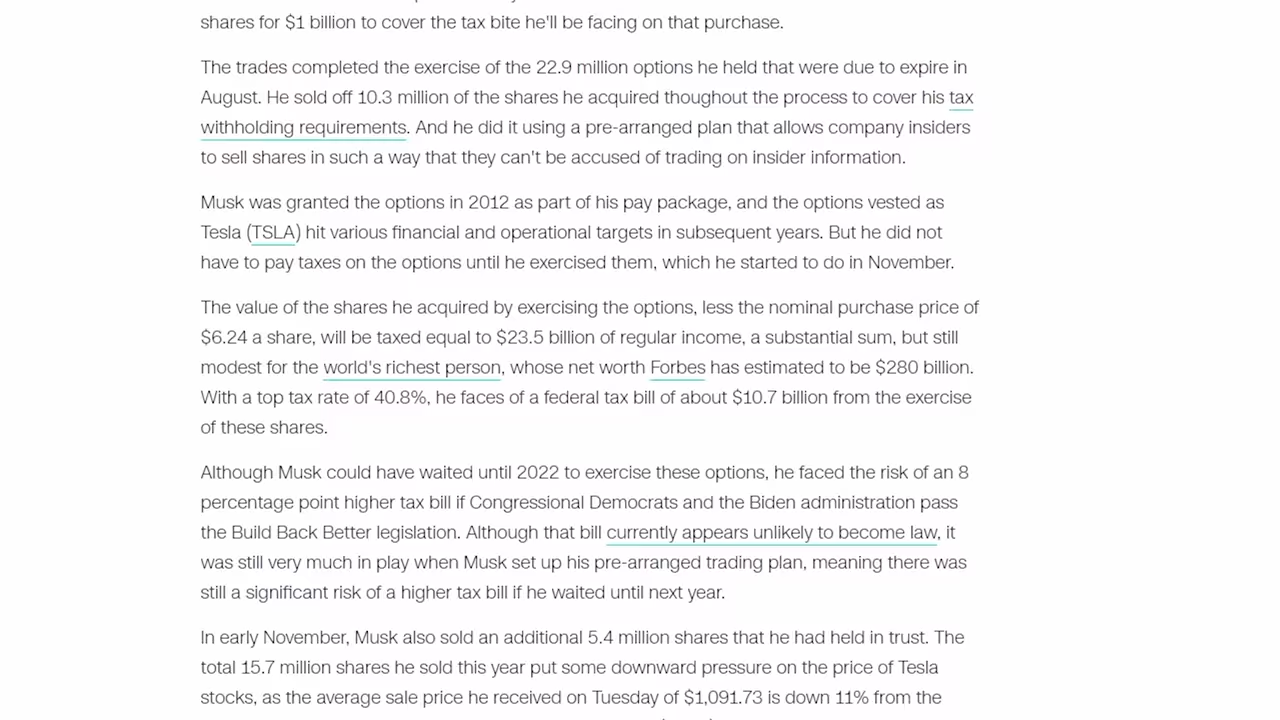 shares for $1 billion to cover the tax bite he'll be facing on that purchase.
The trades completed the exercise of the 22.9 million options he held that were due to expire in
August. He sold off 10.3 million of the shares he acquired thoughout the process to cover his tax
withholding requirements. And he did it using a pre-arranged plan that allows company insiders
to sell shares in such a way that they can't be accused of trading on insider information.
Musk was granted the options in 2012 as part of his pay package, and the options vested as
Tesla (TSLA) hit various financial and operational targets in subsequent years. But he did not
have to pay taxes on the options until he exercised them, which he started to do in November.
The value of the shares he acquired by exercising the options, less the nominal purchase price of
$6.24 a share, will be taxed equal to $23.5 billion of regular income, a substantial sum, but still
modest for the world's richest person, whose net worth Forbes has estimated to be $280 billion.
With a top tax rate of 40.8%, he faces of a federal tax bill of about $10.7 billion from the exercise
of these shares.
Although Musk could have waited until 2022 to exercise these options, he faced the risk of an 8
percentage point higher tax bill if Congressional Democrats and the Biden administration pass
the Build Back Better legislation. Although that bill currently appears unlikely to become law, it
was still very much in play when Musk set up his pre-arranged trading plan, meaning there was
still a significant risk of a higher tax bill if he waited until next year.
In early November, Musk also sold an additional 5.4 million shares that he had held in trust. The
total 15.7 million shares he sold this year put some downward pressure on the price of Tesla
stocks, as the average sale price he received on Tuesday of $1,091.73 is down 11% from the